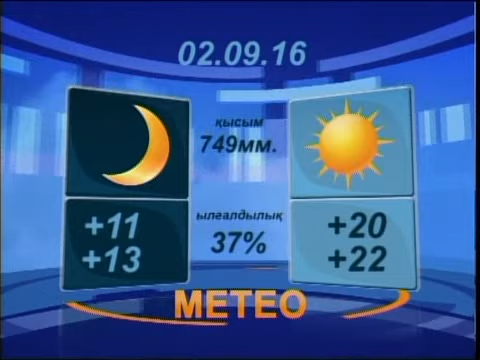 02.09.16
қысым
749мм.
+11
+13
ылғалдылық
37%
+20
+22
МЕТЕО